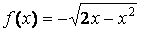 f(x) = -√(2x - x²)